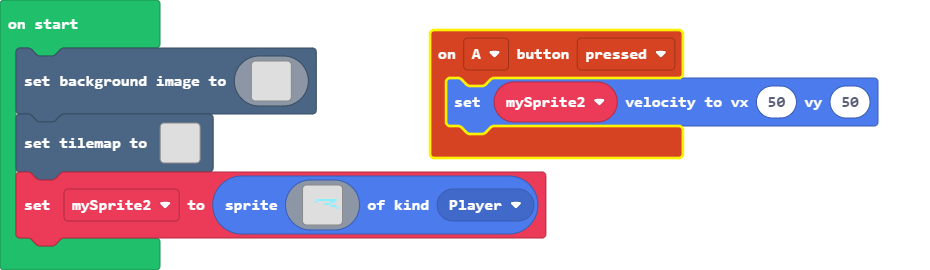 on start
set background image to
set tilemap to
set mySprite2 to sprite of kind Player
on A button pressed
set mySprite2 velocity to vx 50 vy 50